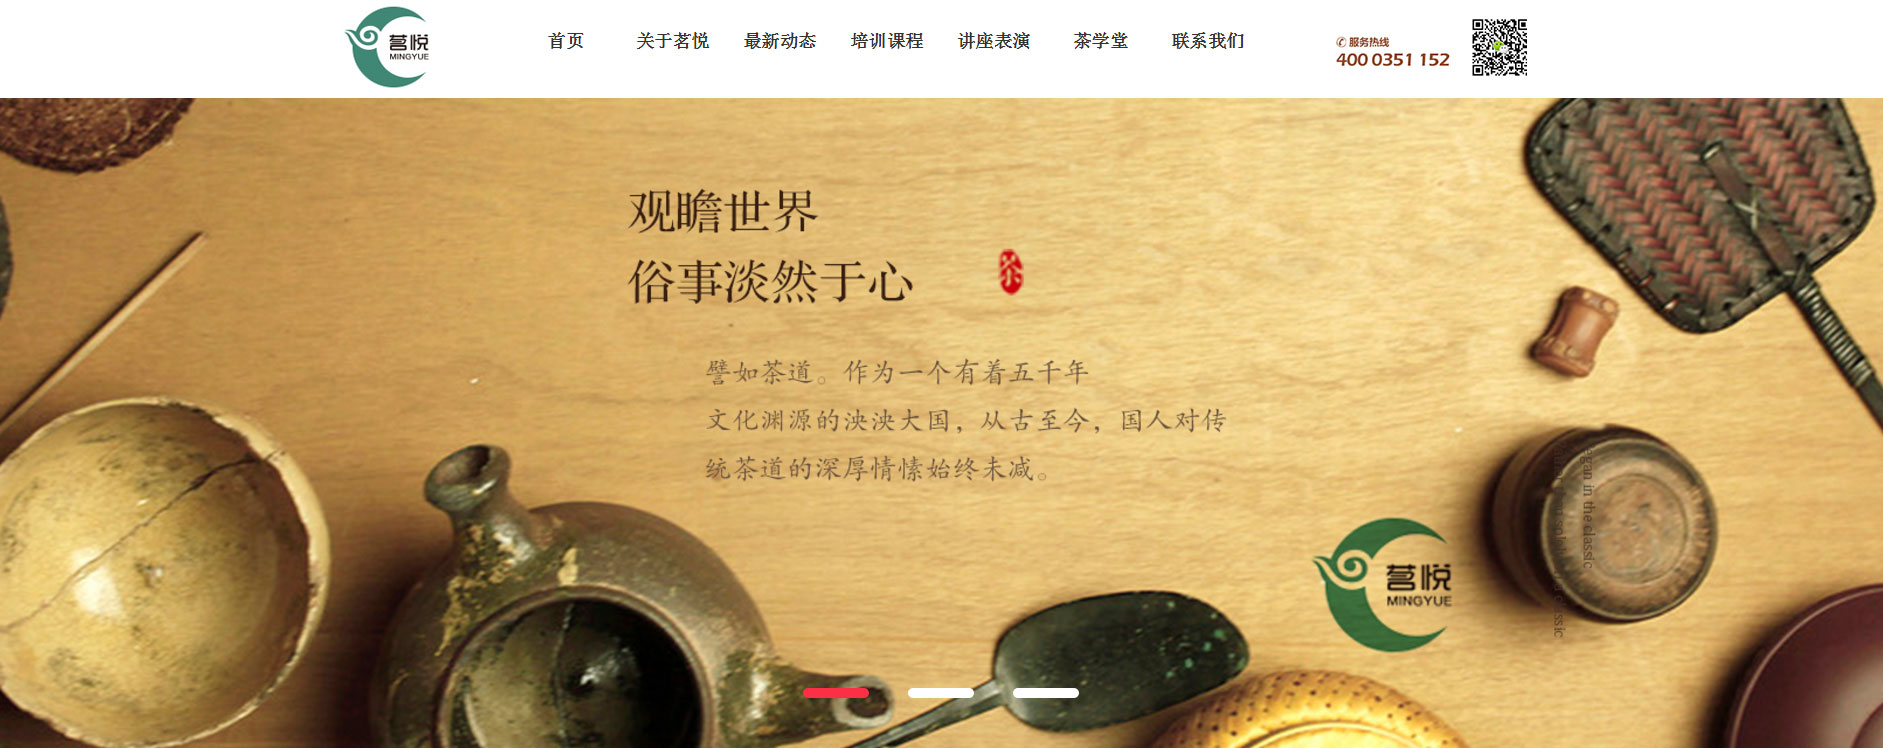 茗悦
MINGYUE
首页
关于茗悦
最新动态
培训课程
讲座表演
茶学堂
联系我们
服务热线
400 0351 152
观瞻世界
俗事淡然于心
茶
譬如茶道。作为一个有着五千年
文化渊源的泱泱大国，从古至今，国人对传
统茶道的深厚情愫始终未减。
egan in the classic
茗悦
MINGYUE